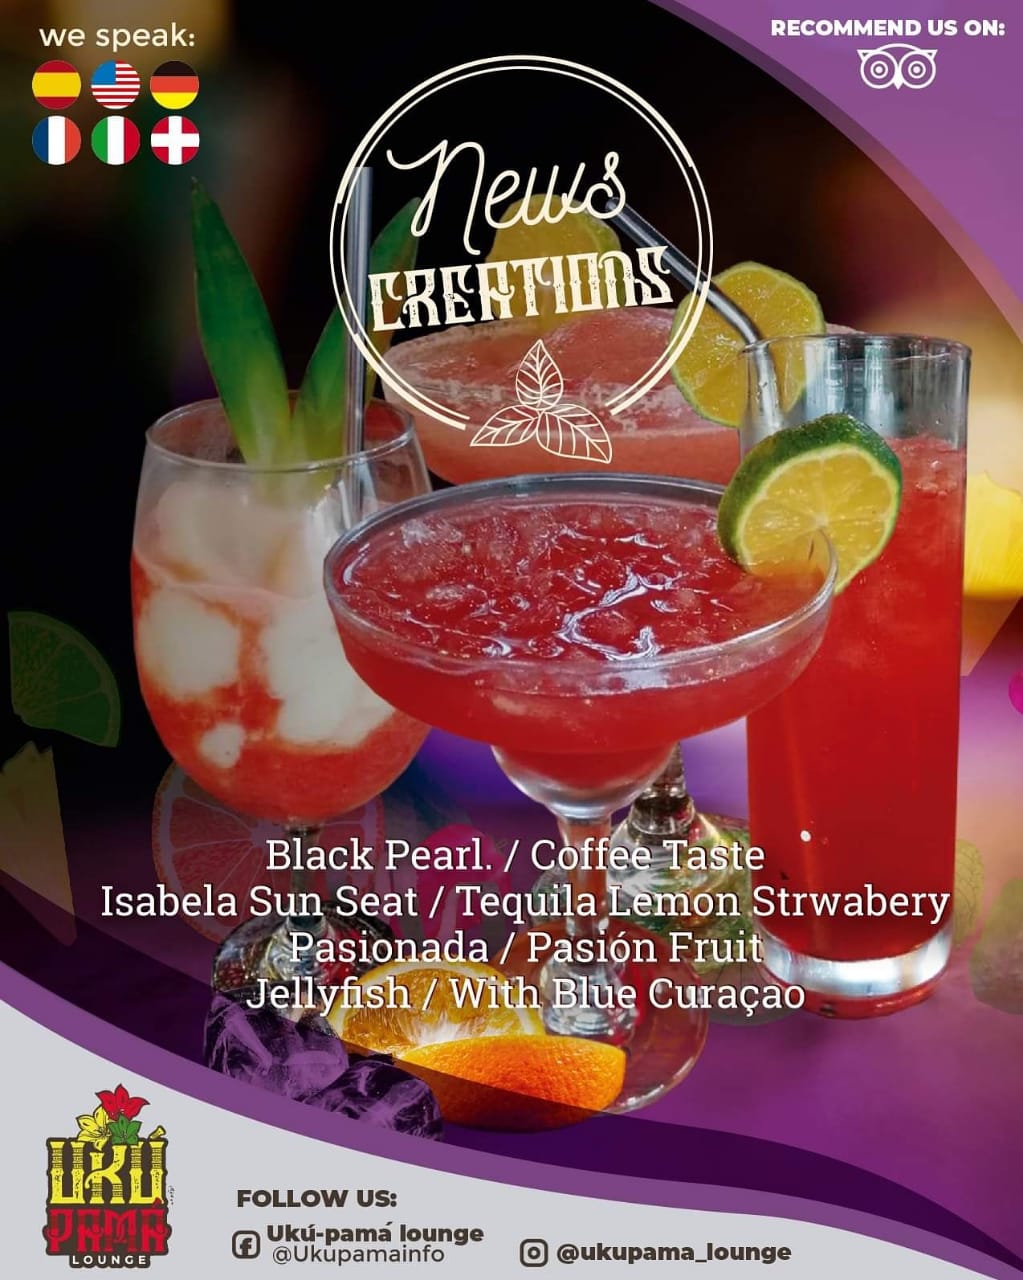 we speak:
RECOMMEND US ON:
News
CREATIONS
Black Pearl. / Coffee Taste
Isabela Sun Seat / Tequila Lemon Strwabery
Pasionada / Pasión Fruit
Jellyfish / With Blue Curaçao
UKÚ
PAMÁ
LOUNGE
FOLLOW US:
Ukú-pamá lounge
@Ukupamainfo
@ukupama_lounge